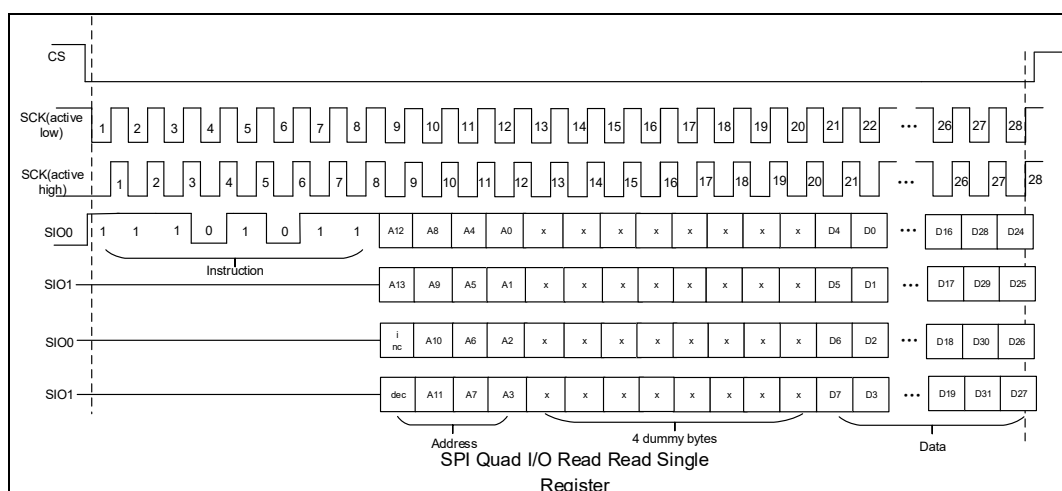 CS
SCK(active low) 1 2 3 4 5 6 7 8 9 10 11 12 13 14 15 16 17 18 19 20 21 22 ... 26 27 28
SCK(active high) 1 2 3 4 5 6 7 8 9 10 11 12 13 14 15 16 17 18 19 20 21 ... 26 27 28
SIO0 1 1 1 0 1 0 1 1 A12 A8 A4 A0 x x x x x x x x D4 D0 ... D16 D28 D24
Instruction
SIO1 A13 A9 A5 A1 x x x x x x x x D5 D1 ... D17 D29 D25
SIO0 i nc A10 A6 A2 x x x x x x x x D6 D2 ... D18 D30 D26
SIO1 dec A11 A7 A3 x x x x x x x x D7 D3 ... D19 D31 D27
Address 4 dummy bytes Data
SPI Quad I/O Read Read Single
Register